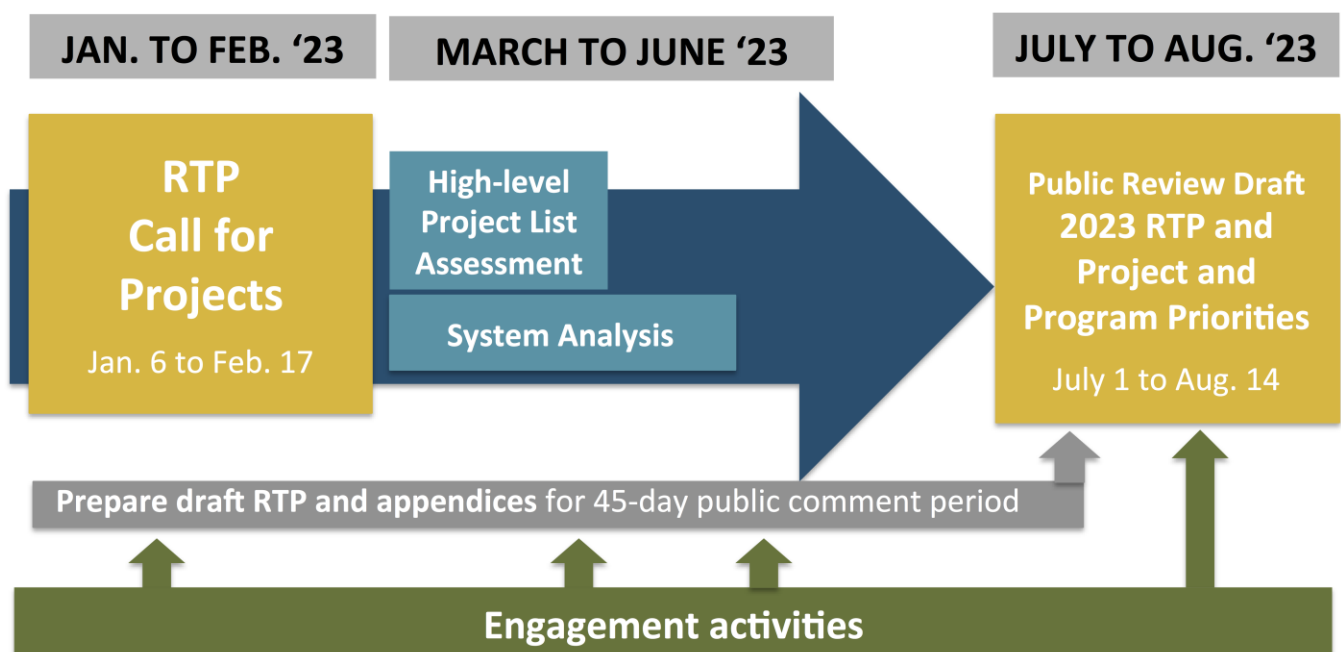 JAN. TO FEB. ‘23
MARCH TO JUNE ‘23
JULY TO AUG. ‘23
RTP
Call for
Projects
Jan. 6 to Feb. 17
High-level
Project List
Assessment
System Analysis
Public Review Draft
2023 RTP and
Project and
Program Priorities
July 1 to Aug. 14
Prepare draft RTP and appendices for 45-day public comment period
Engagement activities